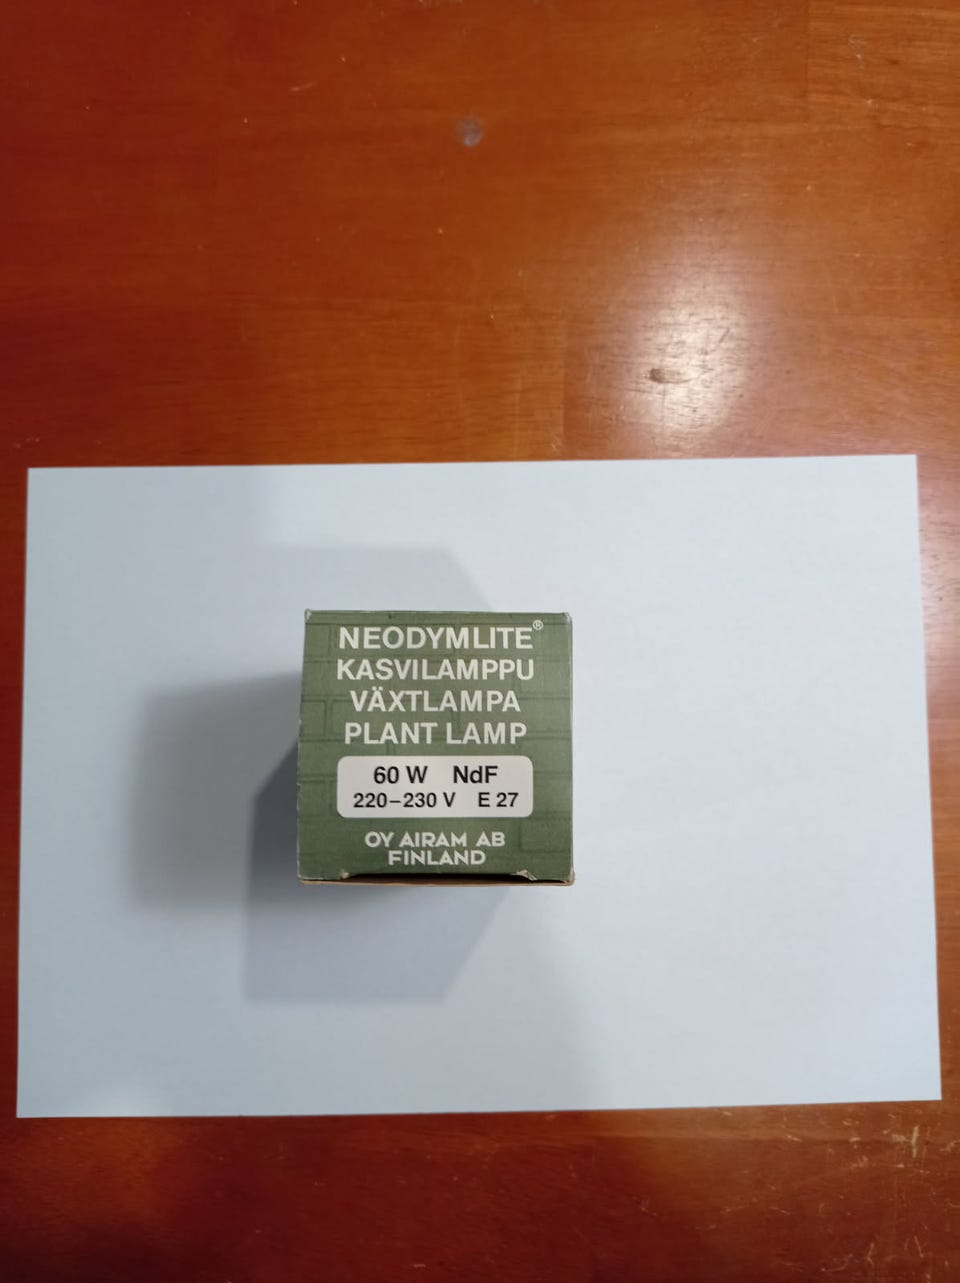 NEODYMLITE®
KASVILAMPPU
VÄXTLAMPA
PLANT LAMP
60 W NdF
220–230 V E 27
OY AIRAM AB
FINLAND